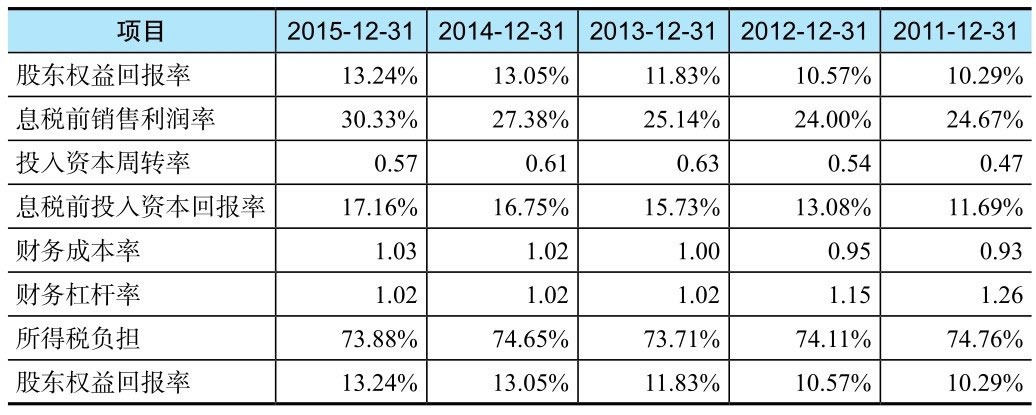 项目 2015-12-31 2014-12-31 2013-12-31 2012-12-31 2011-12-31
股东权益回报率 13.24% 13.05% 11.83% 10.57% 10.29%
息税前销售利润率 30.33% 27.38% 25.14% 24.00% 24.67%
投入资本周转率 0.57 0.61 0.63 0.54 0.47
息税前投入资本回报率 17.16% 16.75% 15.73% 13.08% 11.69%
财务成本率 1.03 1.02 1.00 0.95 0.93
财务杠杆率 1.02 1.02 1.02 1.15 1.26
所得税负担 73.88% 74.65% 73.71% 74.11% 74.76%
股东权益回报率 13.24% 13.05% 11.83% 10.57% 10.29%